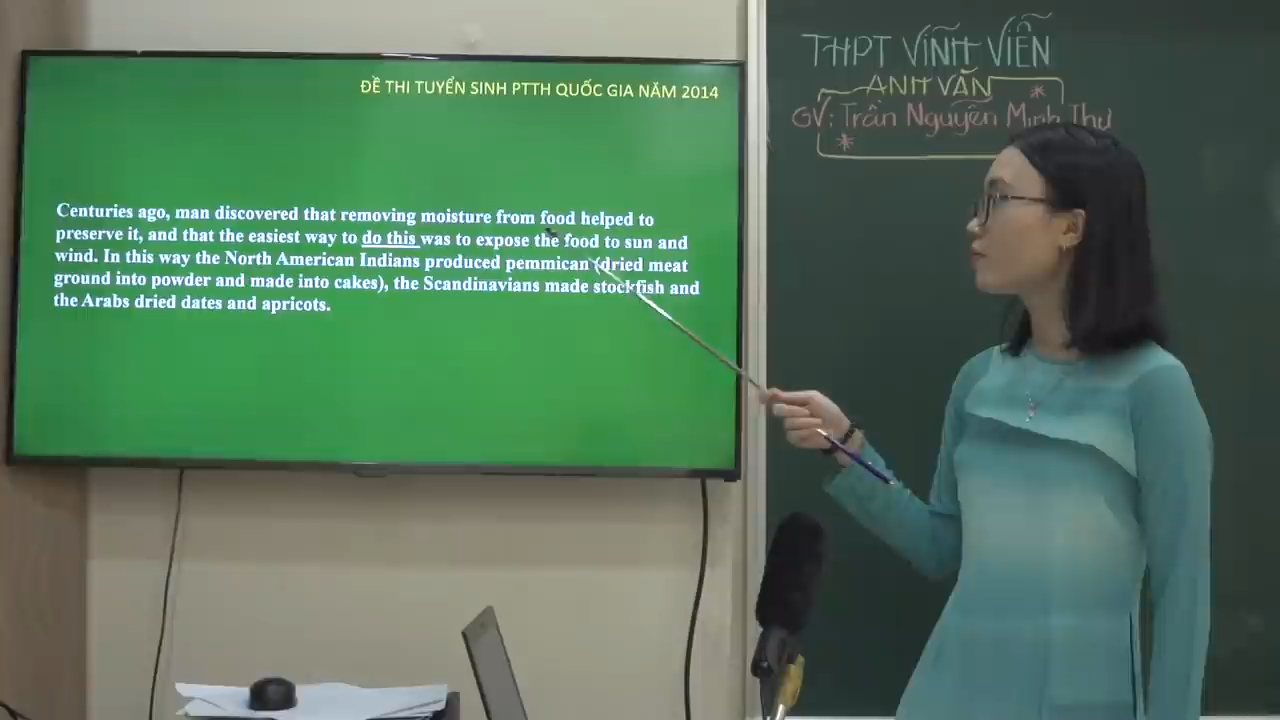 ĐỀ THI TUYỂN SINH PTTH QUỐC GIA NĂM 2014
Centuries ago, man discovered that removing moisture from food helped to
preserve it, and that the easiest way to do this was to expose the food to sun and
wind. In this way the North American Indians produced pemmican (dried meat
ground into powder and made into cakes), the Scandinavians made stockfish and
the Arabs dried dates and apricots.
THPT VĨNH VIỄN
ANH VĂN
GV: Trần Nguyễn Minh Thư